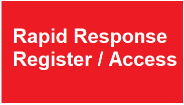 Rapid Response
Register / Access